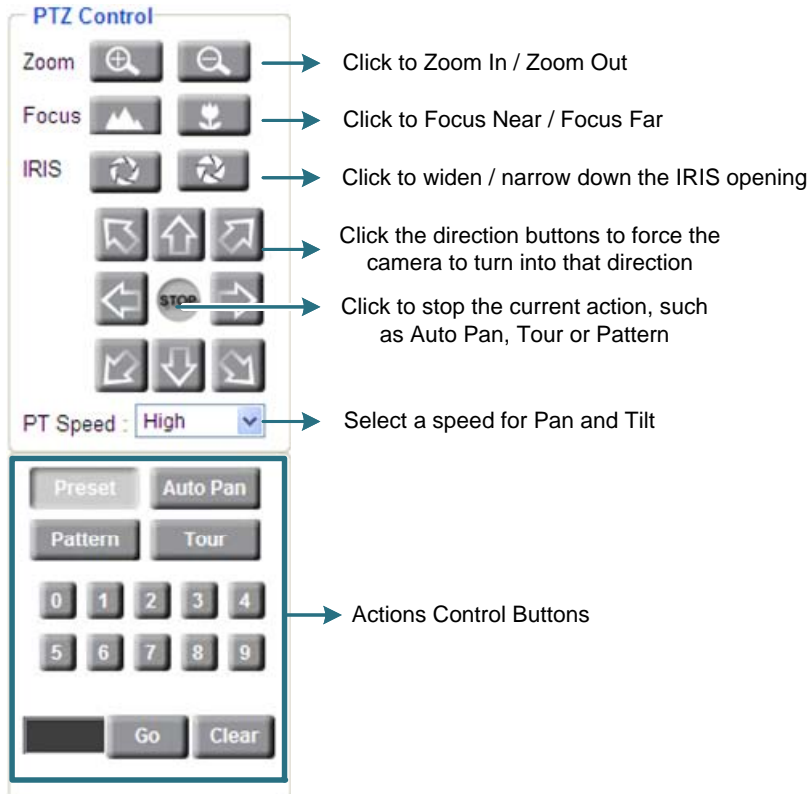 PTZ Control
Zoom
Click to Zoom In / Zoom Out
Focus
Click to Focus Near / Focus Far
IRIS
Click to widen / narrow down the IRIS opening
Click the direction buttons to force the
camera to turn into that direction
STOP
Click to stop the current action, such
as Auto Pan, Tour or Pattern
PT Speed : High
Select a speed for Pan and Tilt
Preset Auto Pan
Pattern Tour
0 1 2 3 4
Actions Control Buttons
5 6 7 8 9
Go Clear